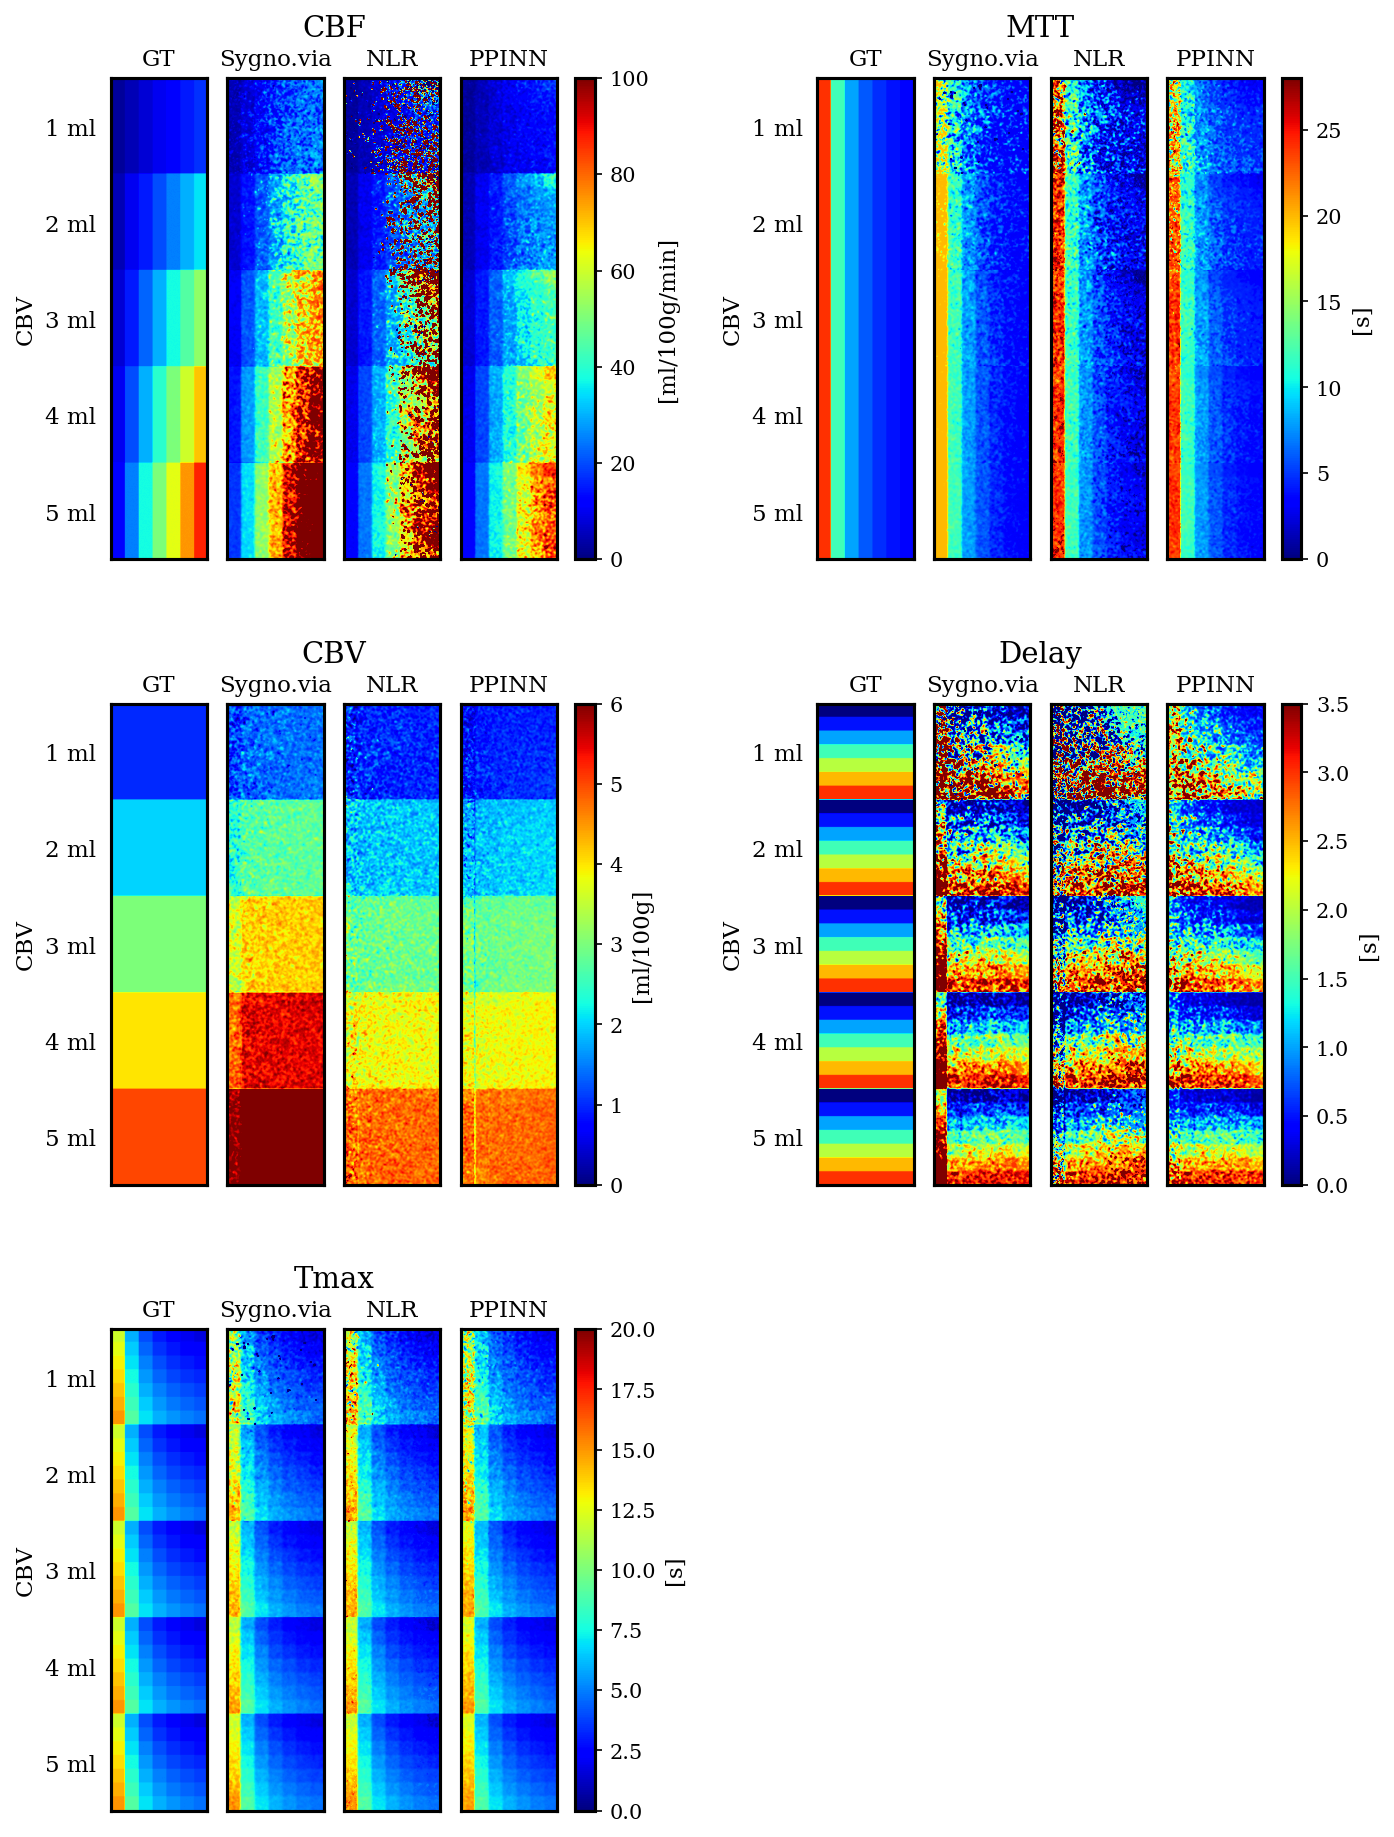 CBF
GT Sygno.via NLR PPINN
1 ml
2 ml
3 ml
4 ml
5 ml
CBV
100
80
60
40
20
0
[ml/100g/min]
MTT
GT Sygno.via NLR PPINN
1 ml
2 ml
3 ml
4 ml
5 ml
CBV
25
20
15
10
5
0
[s]
CBV
GT Sygno.via NLR PPINN
1 ml
2 ml
3 ml
4 ml
5 ml
CBV
6
5
4
3
2
1
0
[ml/100g]
Delay
GT Sygno.via NLR PPINN
1 ml
2 ml
3 ml
4 ml
5 ml
CBV
3.5
3.0
2.5
2.0
1.5
1.0
0.5
0.0
[s]
Tmax
GT Sygno.via NLR PPINN
1 ml
2 ml
3 ml
4 ml
5 ml
CBV
20.0
17.5
15.0
12.5
10.0
7.5
5.0
2.5
0.0
[s]